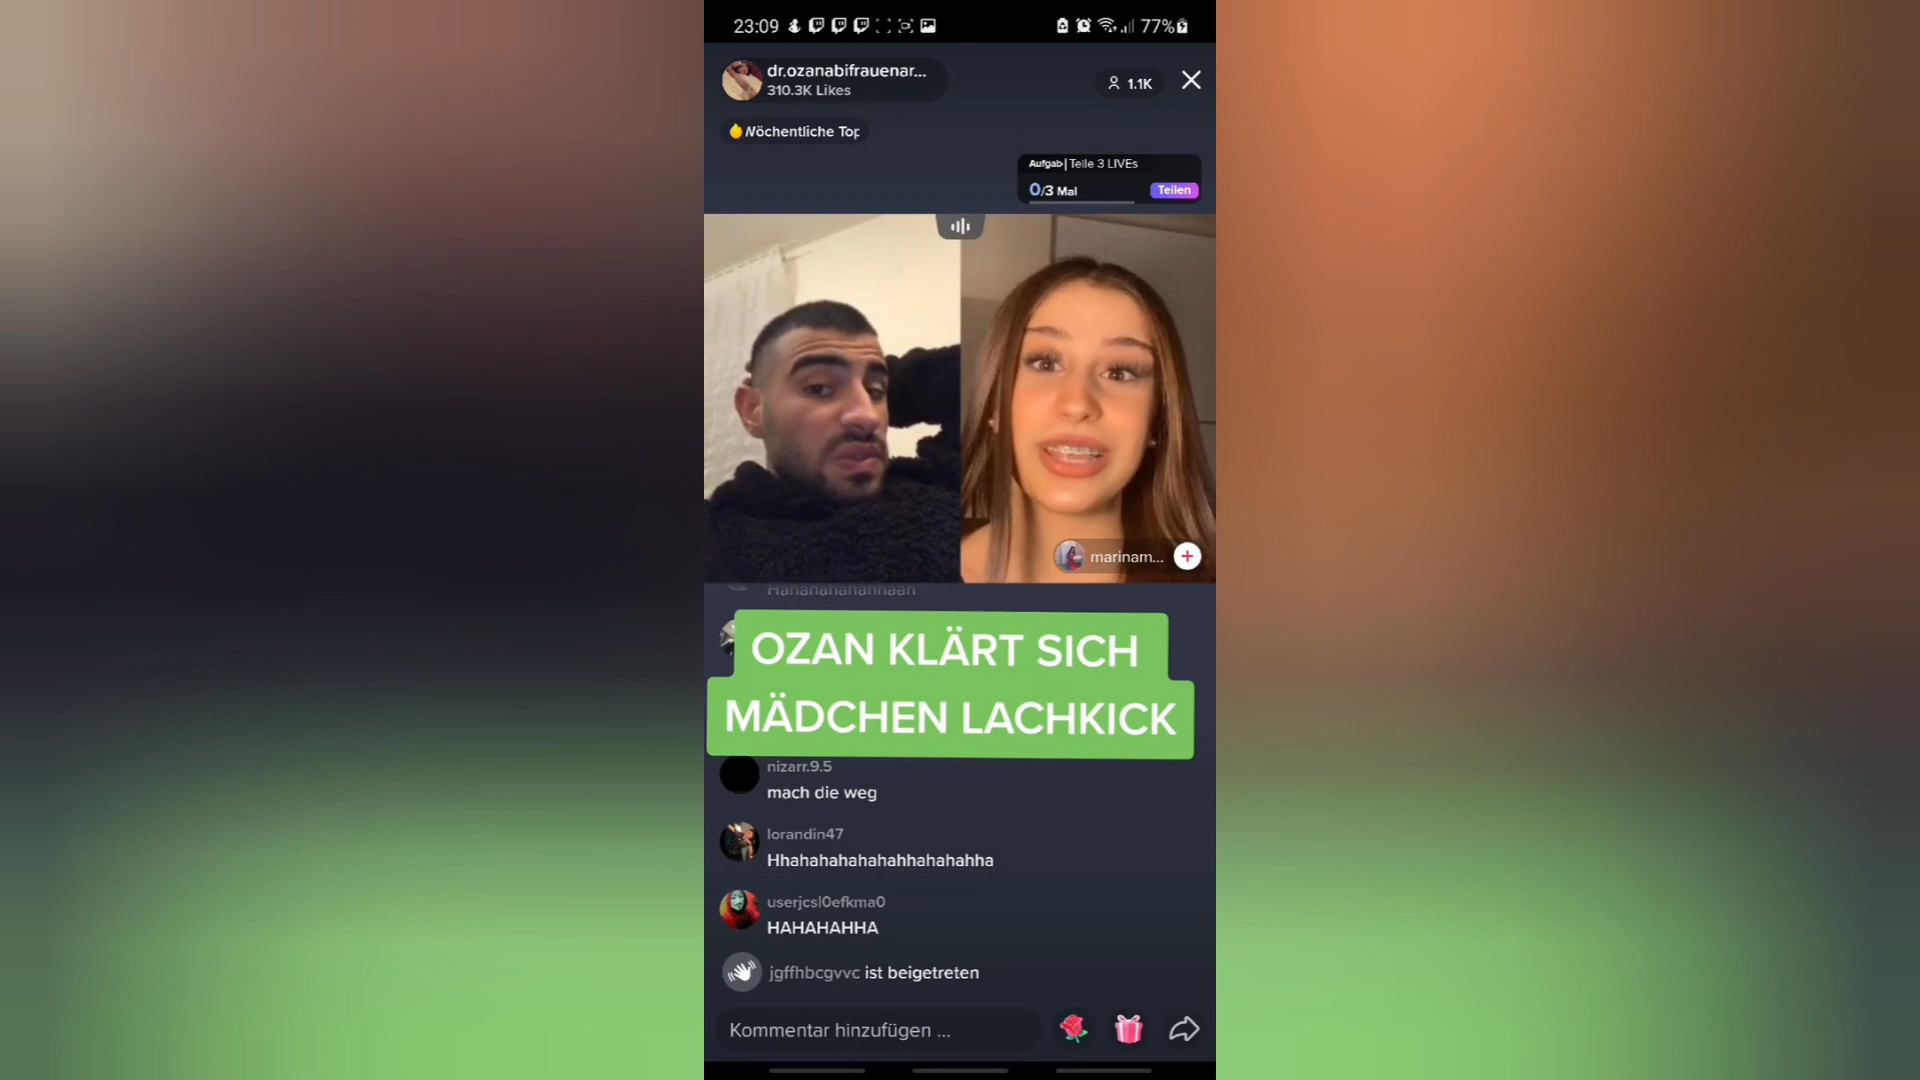 23:09
77%
dr.ozanabifrauenar...
310.3K Likes
1.1K
Wöchentliche Top
Aufgab | Teile 3 LIVEs
0/3 Mal
Teilen
marinam...
OZAN KLÄRT SICH
MÄDCHEN LACHKICK
nizarr.9.5
mach die weg
lorandin47
Hhahahahahahahhahahahha
userjcsl0efkma0
HAHAHAHHA
jgffhbcgvvc ist beigetreten
Kommentar hinzufügen ...